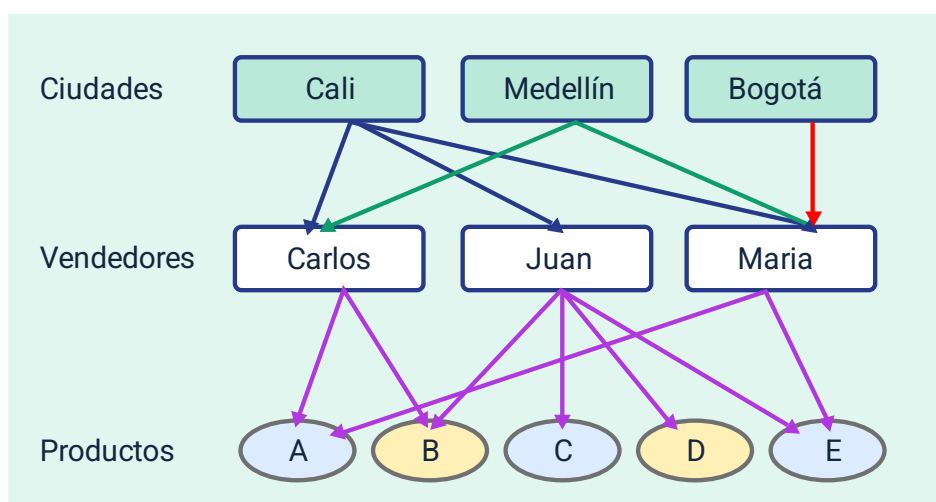 Ciudades Cali Medellín Bogotá
Vendedores Carlos Juan Maria
Productos A B C D E